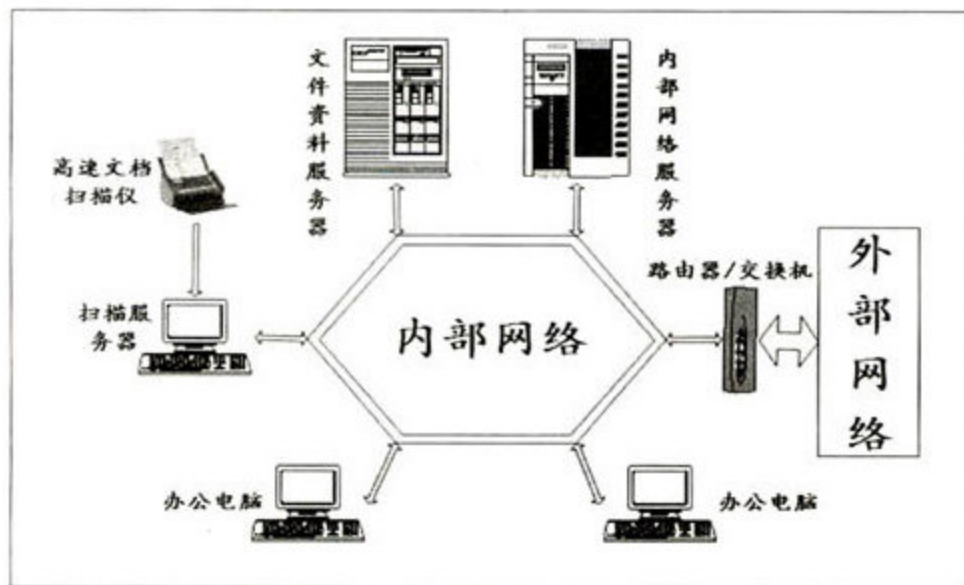 文件资料服务器
内部网络服务器
高速文档
扫描仪
路由器/交换机
外部网络
扫描服
务器
内部网络
办公电脑
办公电脑